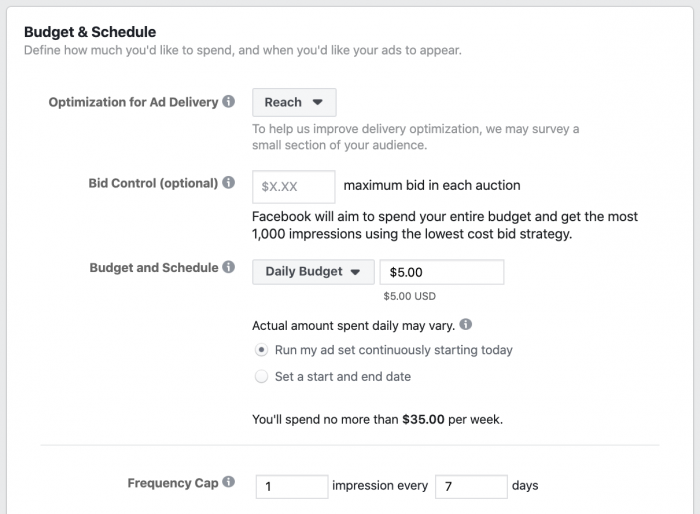 Budget & Schedule
Define how much you'd like to spend, and when you'd like your ads to appear.
Optimization for Ad Delivery
Reach
To help us improve delivery optimization, we may survey a
small section of your audience.
Bid Control (optional)
$X.XX
maximum bid in each auction
Facebook will aim to spend your entire budget and get the most
1,000 impressions using the lowest cost bid strategy.
Budget and Schedule
Daily Budget
$5.00
$5.00 USD
Actual amount spent daily may vary.
Run my ad set continuously starting today
Set a start and end date
You'll spend no more than $35.00 per week.
Frequency Cap
1 impression every 7 days